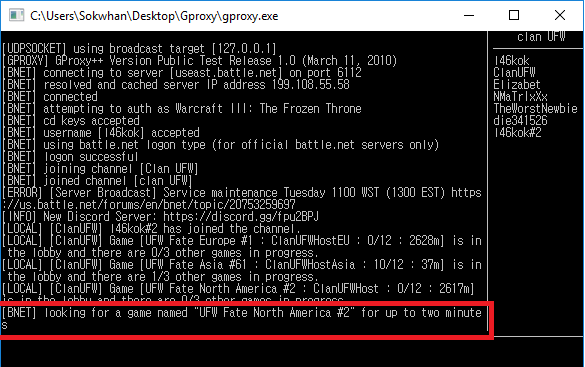 C:\Users\Sokwhan\Desktop\Gproxy\gproxy.exe
[UDPSOCKET] using broadcast target [127.0.0.1]
[GPROXY] GProxy++ Version Public Test Release 1.0 (March 11, 2010)
[BNET] connecting to server [useast.battle.net] on port 6112
[BNET] resolved and cached server IP address 199.108.55.58
[BNET] connected
[BNET] attempting to auth as Warcraft III: The Frozen Throne
[BNET] cd keys accepted
[BNET] username [l46kok] accepted
[BNET] using battle.net logon type (for official battle.net servers only)
[BNET] logon successful
[BNET] joining channel [Clan UFW]
[BNET] joined channel [clan UFW]
[ERROR] [Server Broadcast] Service maintenance Tuesday 1100 WST (1300 EST) https
://us.battle.net/forums/en/bnet/topic/20753259697
[INFO] New Discord Server: https://discord.gg/fpu2BPJ
[LOCAL] [ClanUFW] l46kok#2 has joined the channel.
[LOCAL] [ClanUFW] Game [UFW Fate Europe #1 : ClanUFWHostEU : 0/12 : 2628m] is in
the lobby and there are 0/3 other games in progress.
[LOCAL] [ClanUFW] Game [UFW Fate Asia #61 : ClanUFWHostAsia : 10/12 : 37m] is in
the lobby and there are 1/3 other games in progress.
[LOCAL] [ClanUFW] Game [UFW Fate North America #2 : ClanUFWHost : 0/12 : 2617m]
is in the lobby and there are 0/3 other games in progress.
[BNET] looking for a game named "UFW Fate North America #2" for up to two minute
s
clan UFW
l46kok
ClanUFW
Elizabet
NMaTrIxXx
TheWorstNewbie
die341526
l46kok#2